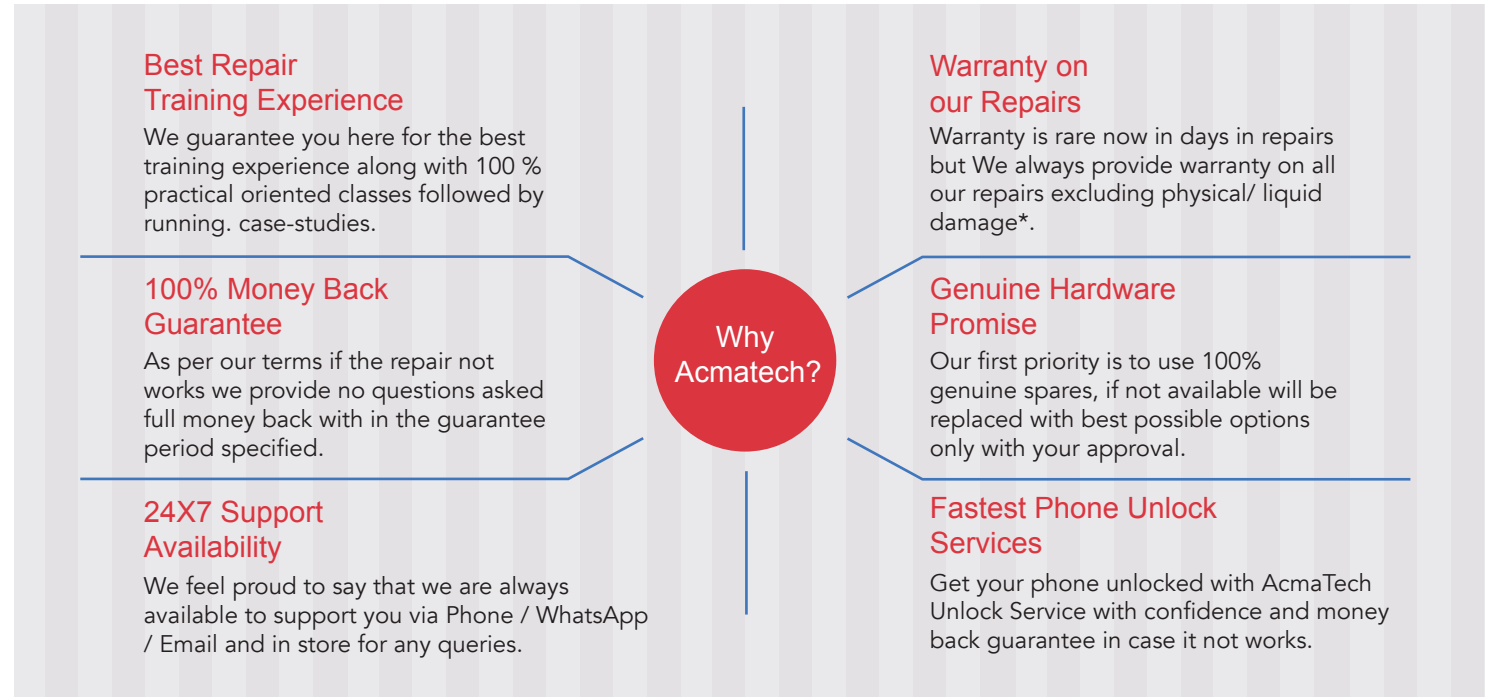 Best Repair
Training Experience
We guarantee you here for the best
training experience along with 100 %
practical oriented classes followed by
running. case-studies.
100% Money Back
Guarantee
As per our terms if the repair not
works we provide no questions asked
full money back with in the guarantee
period specified.
24X7 Support
Availability
We feel proud to say that we are always
available to support you via Phone / WhatsApp
/ Email and in store for any queries.
Why
Acmatech?
Warranty on
our Repairs
Warranty is rare now in days in repairs
but We always provide warranty on all
our repairs excluding physical/ liquid
damage*.
Genuine Hardware
Promise
Our first priority is to use 100%
genuine spares, if not available will be
replaced with best possible options
only with your approval.
Fastest Phone Unlock
Services
Get your phone unlocked with AcmaTech
Unlock Service with confidence and money
back guarantee in case it not works.